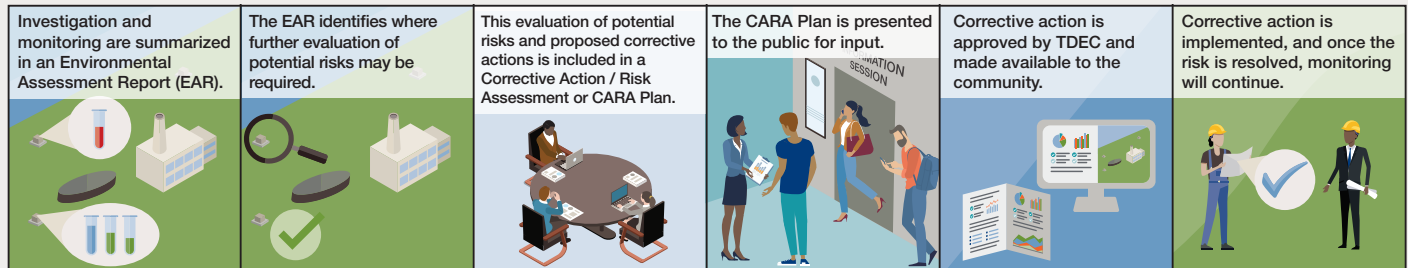 Investigation and
monitoring are summarized
in an Environmental
Assessment Report (EAR).
The EAR identifies where
further evaluation of
potential risks may be
required.
This evaluation of potential
risks and proposed corrective
actions is included in a
Corrective Action / Risk
Assessment or CARA Plan.
The CARA Plan is presented
to the public for input.
SESSION
Corrective action is
approved by TDEC and
made available to the
community.
Corrective action is
implemented, and once the
risk is resolved, monitoring
will continue.